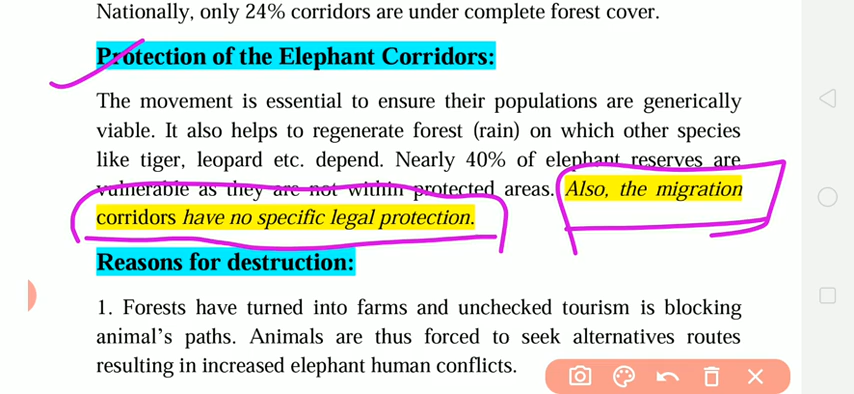 Nationally, only 24% corridors are under complete forest cover.
Protection of the Elephant Corridors:
The movement is essential to ensure their populations are generically
viable. It also helps to regenerate forest (rain) on which other species
like tiger, leopard etc. depend. Nearly 40% of elephant reserves are
vulnerable as they are not within protected areas. Also, the migration
corridors have no specific legal protection.
Reasons for destruction:
1. Forests have turned into farms and unchecked tourism is blocking
animal’s paths. Animals are thus forced to seek alternatives routes
resulting in increased elephant human conflicts.